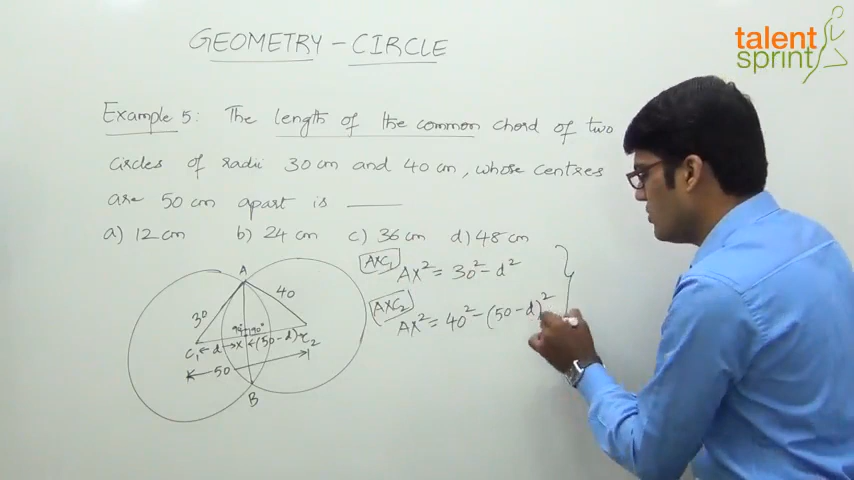 GEOMETRY - CIRCLE
talent
sprint
Example 5: The length of the common chord of two
circles of radii 30 cm and 40 cm, whose centres
are 50 cm apart is ____
a) 12 cm b) 24 cm c) 36 cm d) 48 cm
AXC₁ AX² = 30² - d²
AXC₂ AX² = 40² - (50 - d)²
A
30 40
90° 90°
C₁ d X (50 - d) C₂
50
B